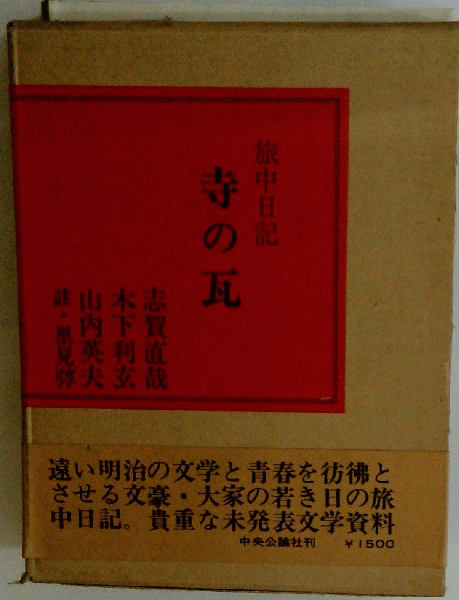 旅中日記
寺の瓦
志賀直哉
木下利玄
山内英夫
註・里見弴
遠い明治の文学と青春を彷彿と
させる文豪・大家の若き日の旅
中日記。貴重な未発表文学資料
中央公論社刊 ¥1500